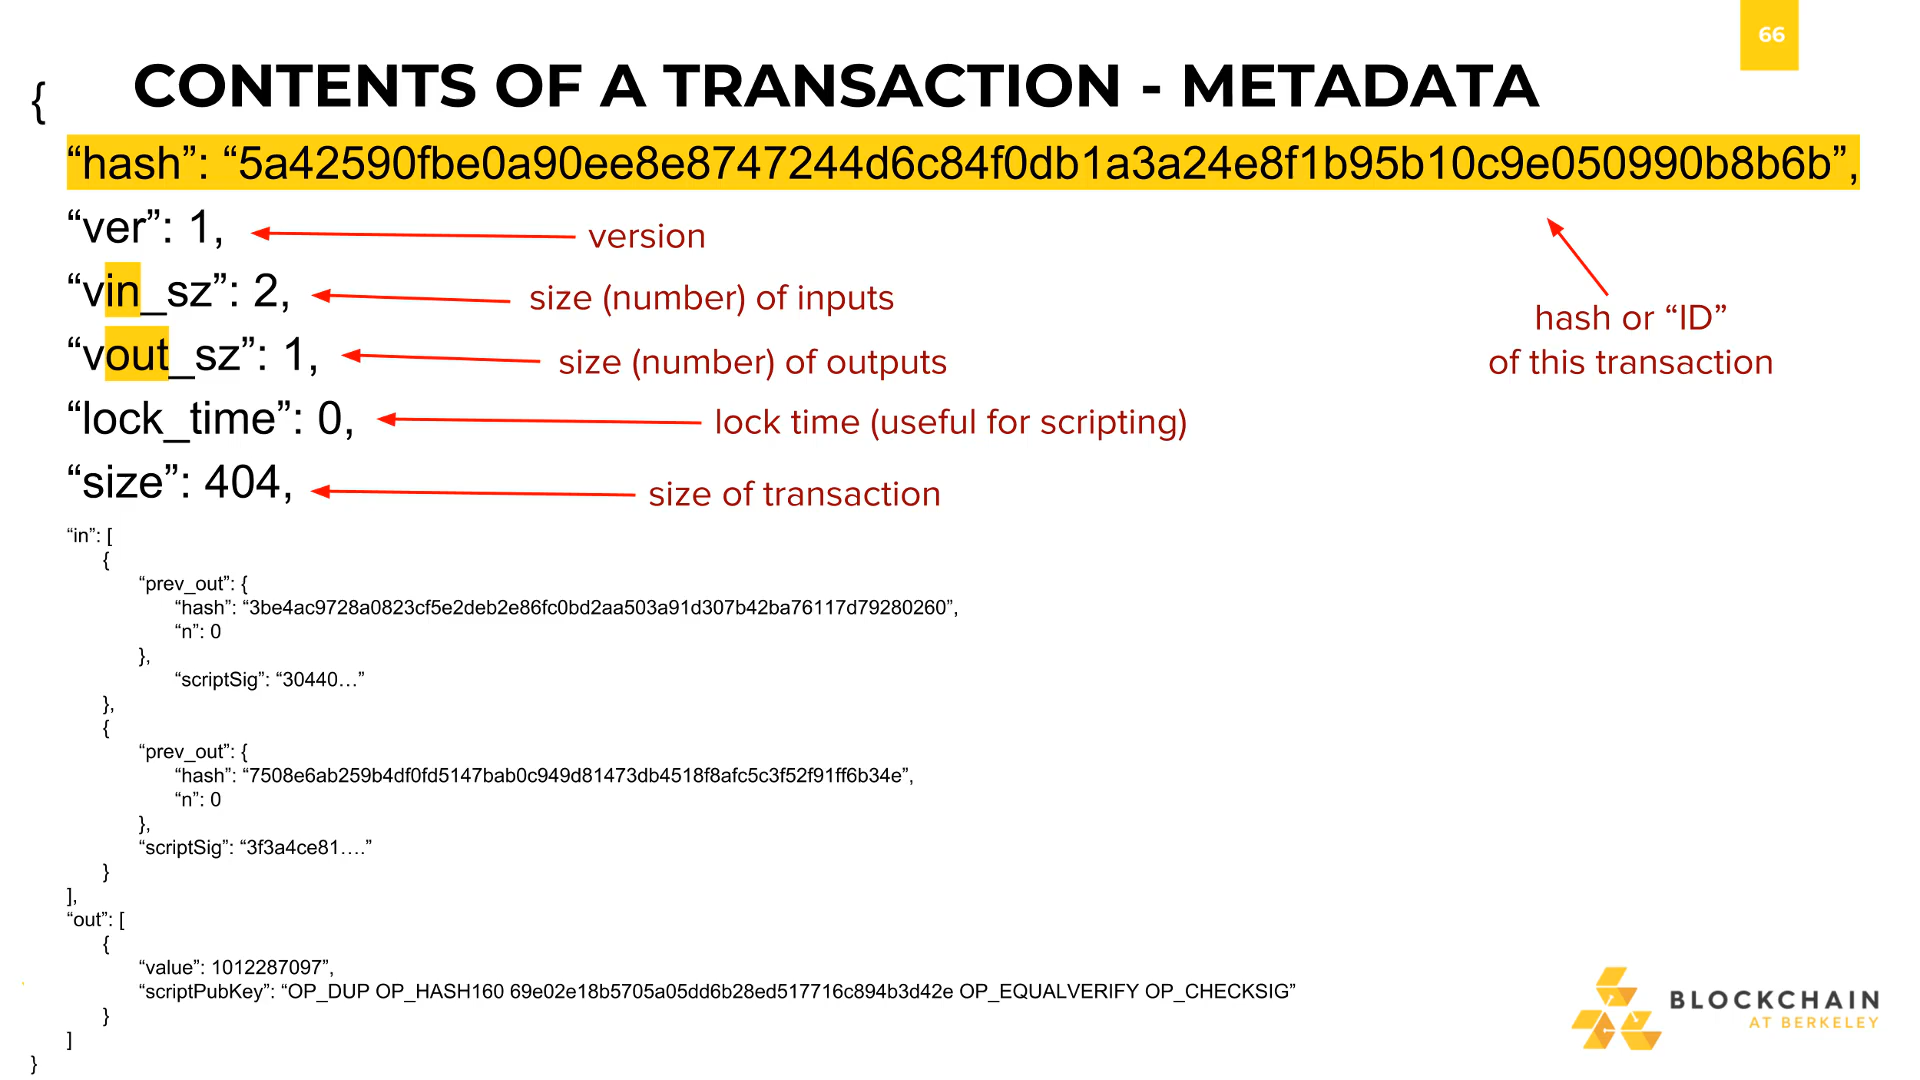 66
{
CONTENTS OF A TRANSACTION - METADATA
“hash”: “5a42590fbe0a90ee8e8747244d6c84f0db1a3a24e8f1b95b10c9e050990b8b6b”,
“ver”: 1,
version
“vin_sz”: 2,
size (number) of inputs
hash or “ID”
of this transaction
“vout_sz”: 1,
size (number) of outputs
“lock_time”: 0,
lock time (useful for scripting)
“size”: 404,
size of transaction
“in”: [
{
“prev_out”: {
“hash”: “3be4ac9728a0823cf5e2deb2e86fc0bd2aa503a91d307b42ba76117d79280260”,
“n”: 0
},
“scriptSig”: “30440…”
},
{
“prev_out”: {
“hash”: “7508e6ab259b4df0fd5147bab0c949d81473db4518f8afc5c3f52f91ff6b34e”,
“n”: 0
},
“scriptSig”: “3f3a4ce81….”
}
],
“out”: [
{
“value”: 1012287097”,
“scriptPubKey”: “OP_DUP OP_HASH160 69e02e18b5705a05dd6b28ed517716c894b3d42e OP_EQUALVERIFY OP_CHECKSIG”
}
]
}
BLOCKCHAIN
AT BERKELEY